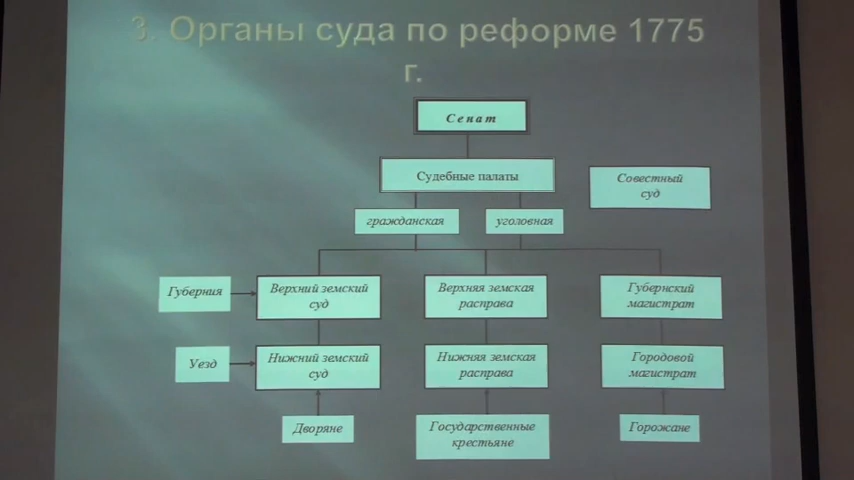 3. Органы суда по реформе 1775
г.
Сенат
Судебные палаты
Совестный
суд
гражданская
уголовная
Губерния
Верхний земский
суд
Верхняя земская
расправа
Губернский
магистрат
Уезд
Нижний земский
суд
Нижняя земская
расправа
Городовой
магистрат
Дворяне
Государственные
крестьяне
Горожане